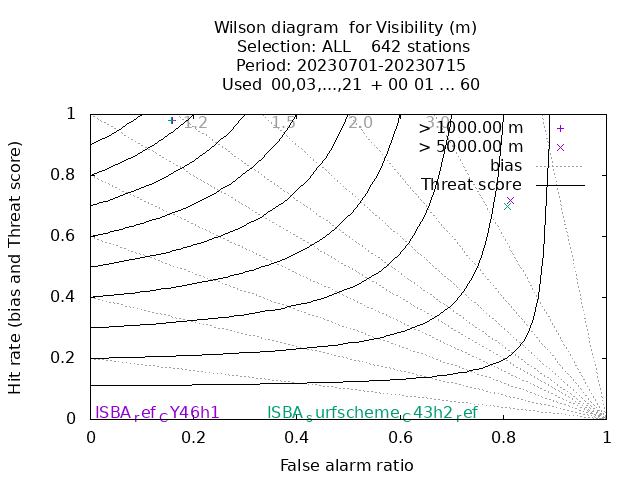 Wilson diagram  for Visibility (m)
Selection: ALL    642 stations
Period: 20230701-20230715
Used  00,03,...,21  + 00 01 ... 60
Hit rate (bias and Threat score)
1
0.8
0.6
0.4
0.2
0
1.2
1.5
2.0
3.0
> 1000.00 m
> 5000.00 m
bias
Threat score
ISBA_ref_CY46h1
ISBA_surfscheme_C43h2_ref
0
0.2
0.4
0.6
0.8
1
False alarm ratio